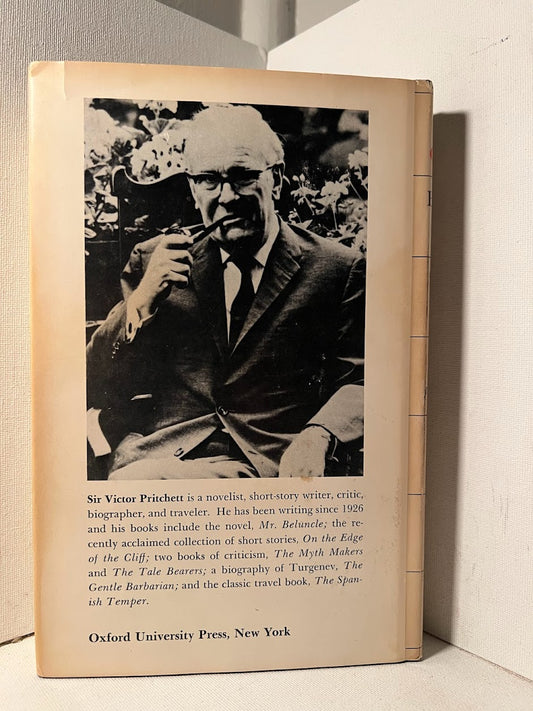 Sir Victor Pritchett is a novelist, short-story writer, critic,
biographer, and traveler. He has been writing since 1926
and his books include the novel, Mr. Beluncle; the re-
cently acclaimed collection of short stories, On the Edge
of the Cliff; two books of criticism, The Myth Makers
and The Tale Bearers; a biography of Turgenev, The
Gentle Barbarian; and the classic travel book, The Span-
ish Temper.
Oxford University Press, New York